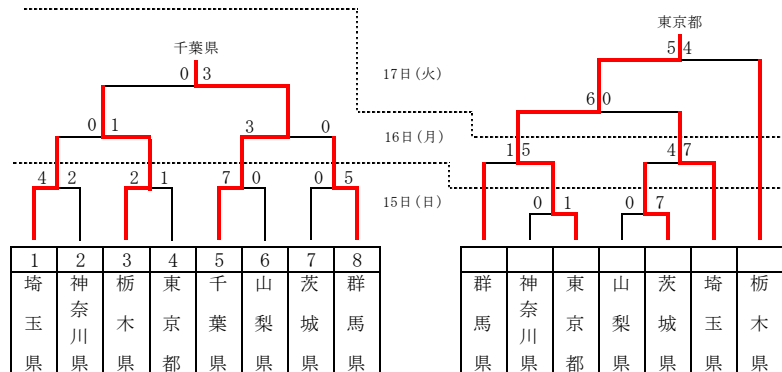 千葉県
東京都
0 3
5 4
17日(火)
6 0
0 1
3 0
16日(月)
1 5
4 7
4 2
2 1
7 0
0 5
15日(日)
0 1
0 7
1 2 3 4 5 6 7 8
埼玉県 神奈川県 栃木県 東京都 千葉県 山梨県 茨城県 群馬県
群馬県 神奈川県 東京都 山梨県 茨城県 埼玉県 栃木県